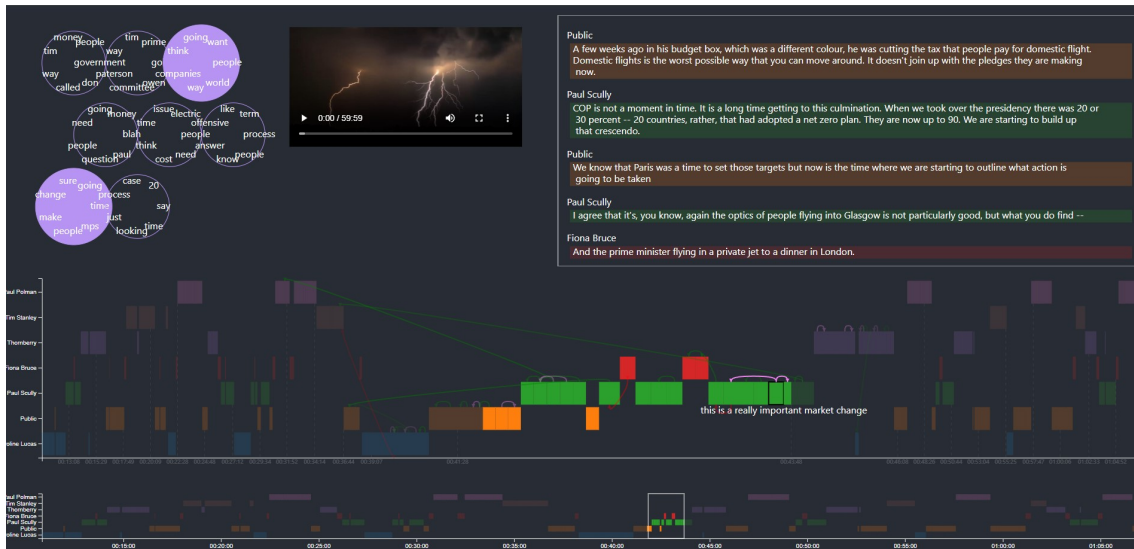 money
people
tim
government
way
paterson
don
called
tim
prime
way
go
committee
owen
going
want
think
people
companies
world
way
going
money
need
time
blah
people
think
question
paul
issue
electric
time
offensive
people
answer
cost
need
like
term
process
know
people
sure
going
change
process
time
make
people
mps
case
20
say
just
looking
time
0:00 / 59:59
Public
A few weeks ago in his budget box, which was a different colour, he was cutting the tax that people pay for domestic flight.
Domestic flights is the worst possible way that you can move around. It doesn't join up with the pledges they are making
now.
Paul Scully
COP is not a moment in time. It is a long time getting to this culmination. When we took over the presidency there was 20 or
30 percent -- 20 countries, rather, that had adopted a net zero plan. They are now up to 90. We are starting to build up
that crescendo.
Public
We know that Paris was a time to set those targets but now is the time where we are starting to outline what action is
going to be taken
Paul Scully
I agree that it's, you know, again the optics of people flying into Glasgow is not particularly good, but what you do find --
Fiona Bruce
And the prime minister flying in a private jet to a dinner in London.
aul Polman
im Stanley
Thornberry
iona Bruce
Paul Scully
Public
oline Lucas
this is a really important market change
aul Polman
Tim Stanley
Thornberry
Fiona Bruce
Paul Scully
Public
oline Lucas
00:15:00
00:20:00
00:25:00
00:30:00
00:35:00
00:40:00
00:45:00
00:50:00
00:55:00
01:00:00
01:05:00